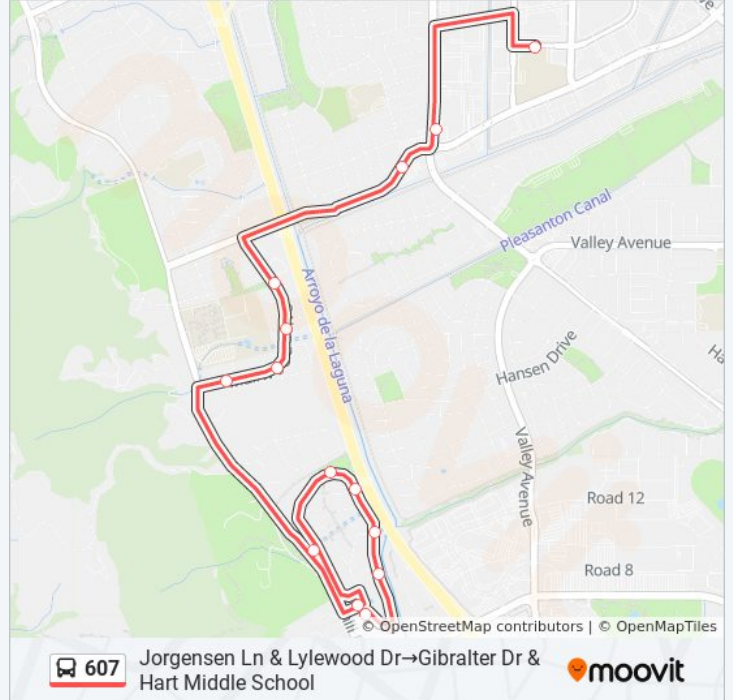 Pleasanton Canal
Valley Avenue
Arroyo de la Laguna
Hansen Drive
Ha
Valley Avenue
Road 12
Road 8
© OpenStreetMap contributors | © OpenMapTiles
607
Jorgensen Ln & Lylewood Dr→Gibralter Dr &
Hart Middle School
moovit